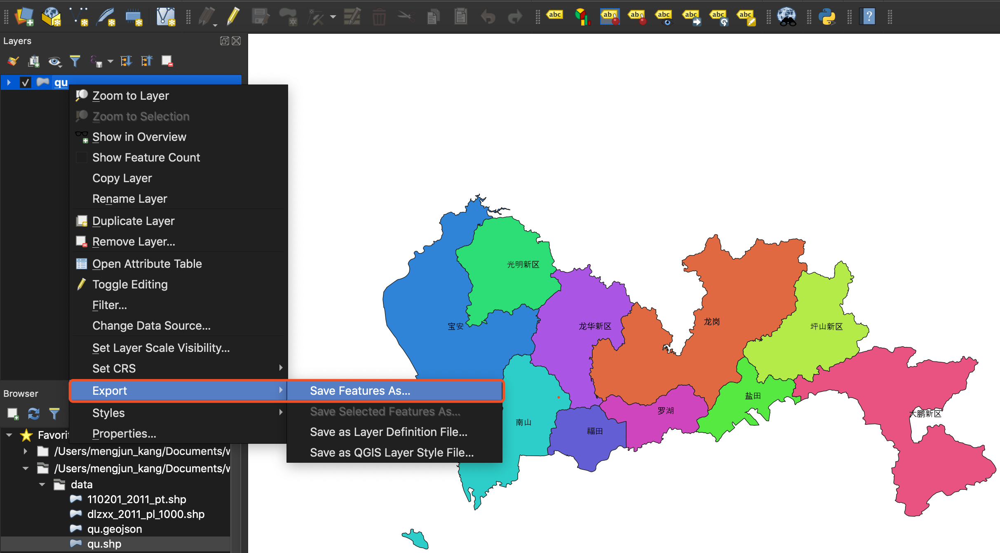 abc
ab
ab
abc
abc
abc
abc
?
Layers
qu
Zoom to Layer
Zoom to Selection
Show in Overview
Show Feature Count
Copy Layer
Rename Layer
Duplicate Layer
Remove Layer...
Open Attribute Table
Toggle Editing
Filter...
Change Data Source...
Set Layer Scale Visibility...
Set CRS
Export
Save Features As...
Styles
Save Selected Features As...
Properties...
Save as Layer Definition File...
Save as QGIS Layer Style File...
Browser
Favorit
/Users/mengjun_kang/Documents/w
/Users/mengjun_kang/Documents/w
data
110201_2011_pt.shp
dlzxx_2011_pl_1000.shp
qu.geojson
qu.shp
光明新区
宝安
龙华新区
龙岗
坪山新区
盐田
罗湖
大鹏新区
南山
福田